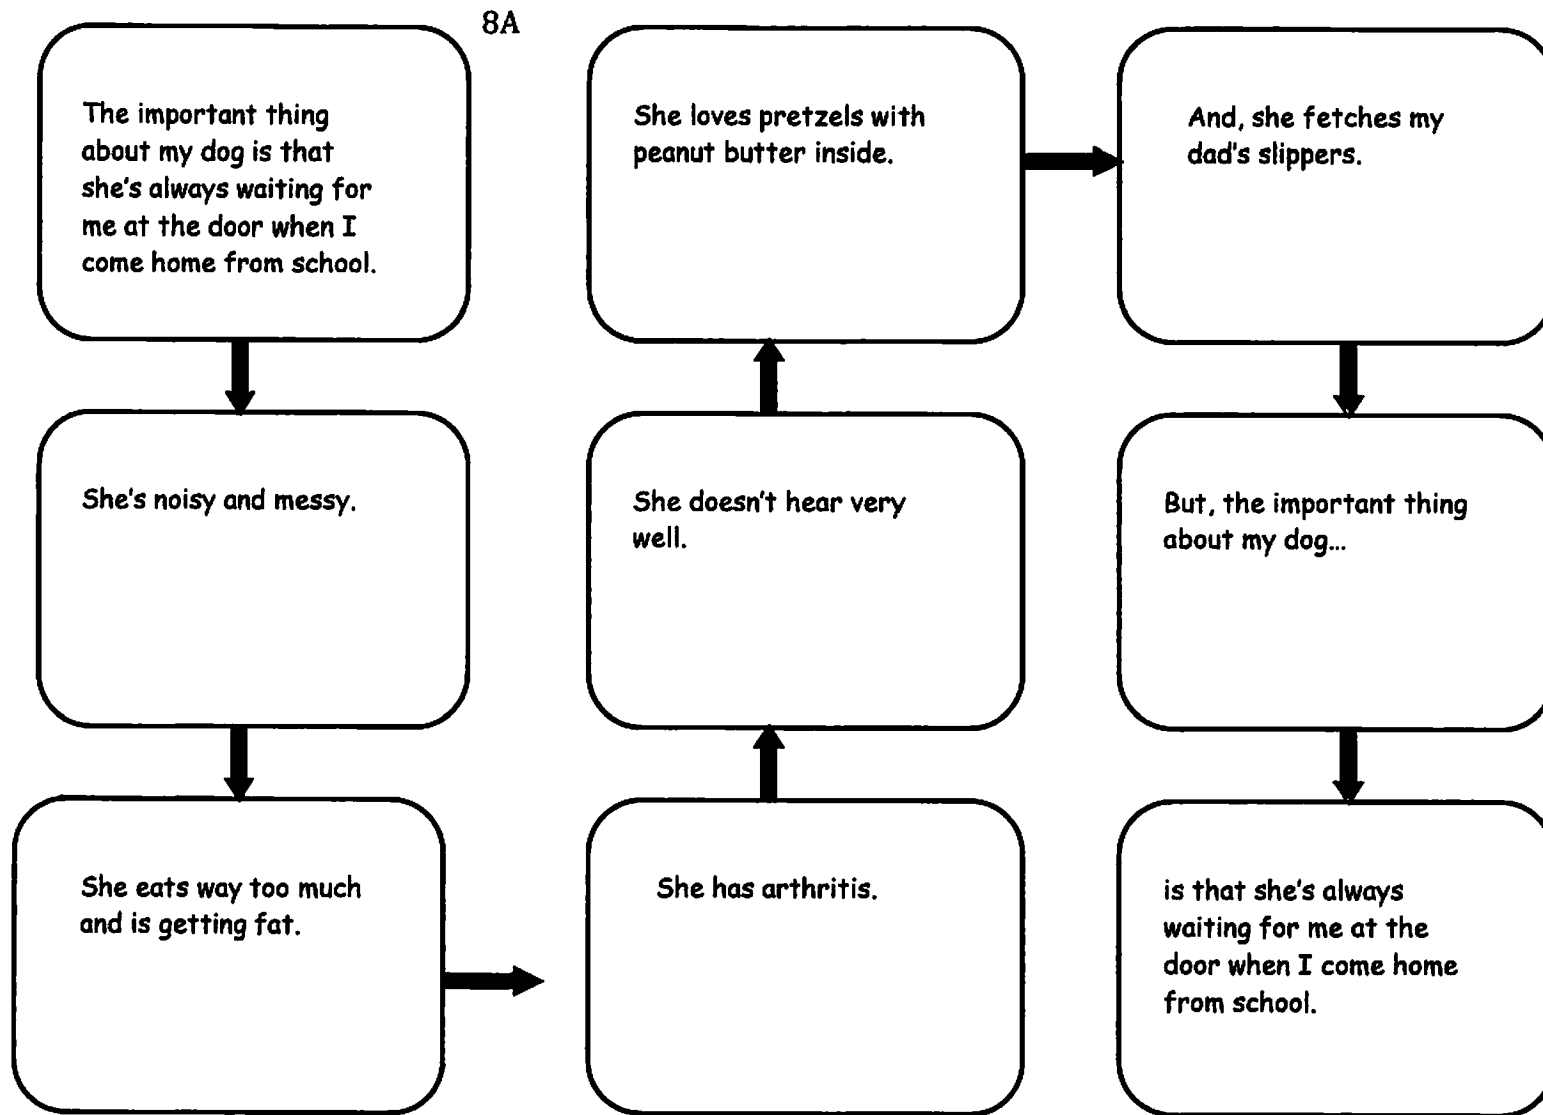 8A
The important thing
about my dog is that
she's always waiting for
me at the door when I
come home from school.
She's noisy and messy.
She eats way too much
and is getting fat.
She has arthritis.
She doesn't hear very
well.
She loves pretzels with
peanut butter inside.
And, she fetches my
dad's slippers.
But, the important thing
about my dog...
is that she's always
waiting for me at the
door when I come home
from school.